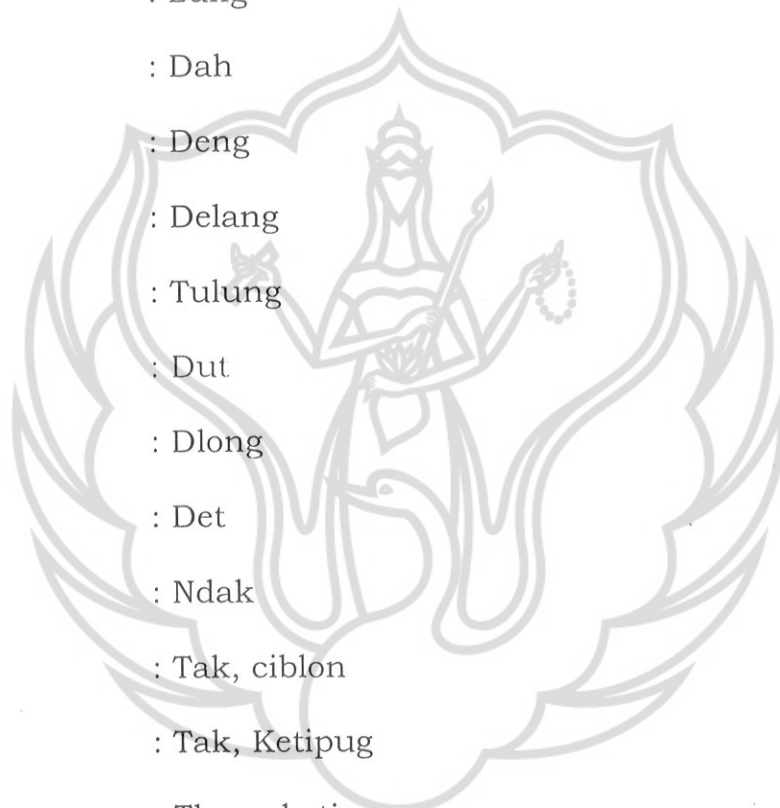 : Dah
: Deng
: Delang
: Tulung
: Dut
: Dlong
: Det
: Ndak
: Tak, ciblon
: Tak, Ketipug